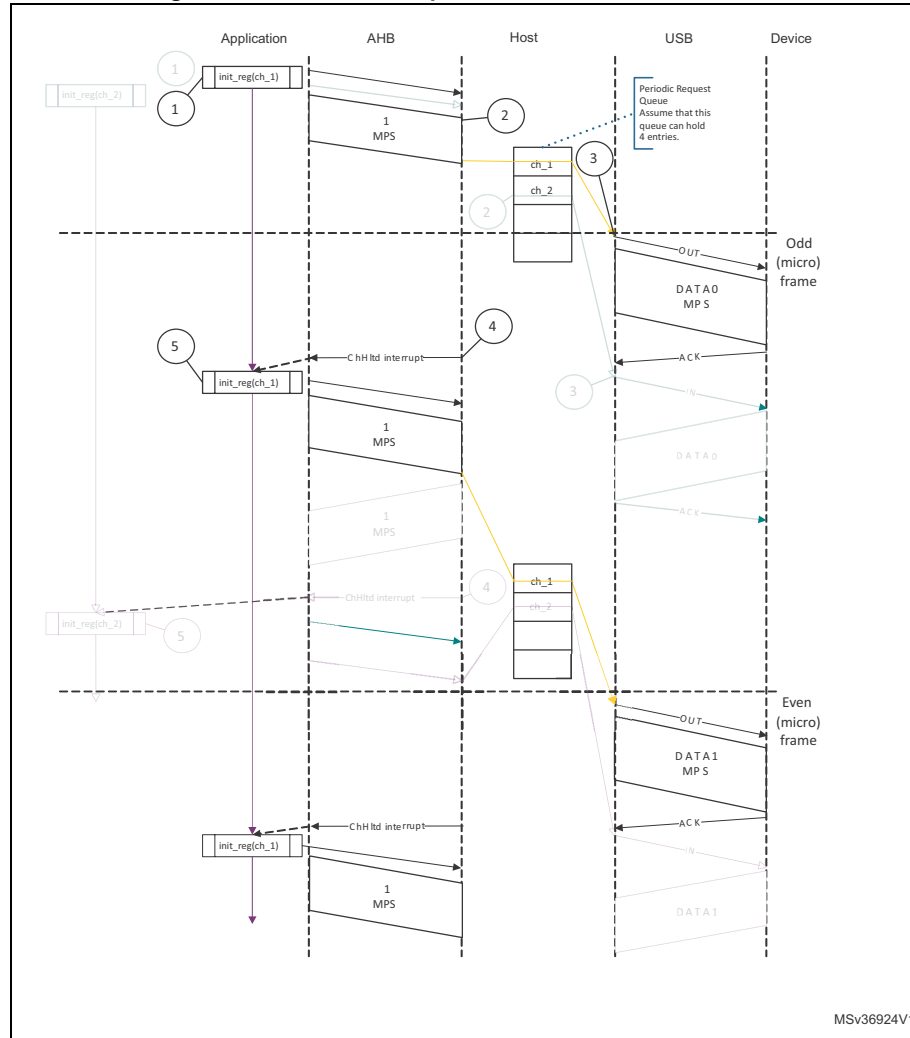 Application AHB Host USB Device
1
init_reg(ch_1)
init_reg(ch_2)
1
2
1
MPS
Periodic Request
Queue
Assume that this
queue can hold
4 entries.
3
ch_1
ch_2
2
Odd
(micro)
frame
OUT
DATA0
MPS
4
5
ChHltd interrupt
ACK
init_reg(ch_1)
3
IN
1
MPS
DATA0
ACK
1
MPS
ch_1
4
ChHltd interrupt
ch_2
init_reg(ch_2)
5
Even
(micro)
frame
OUT
DATA1
MPS
ChHltd interrupt
ACK
init_reg(ch_1)
IN
1
MPS
DATA1
MSv36924V1